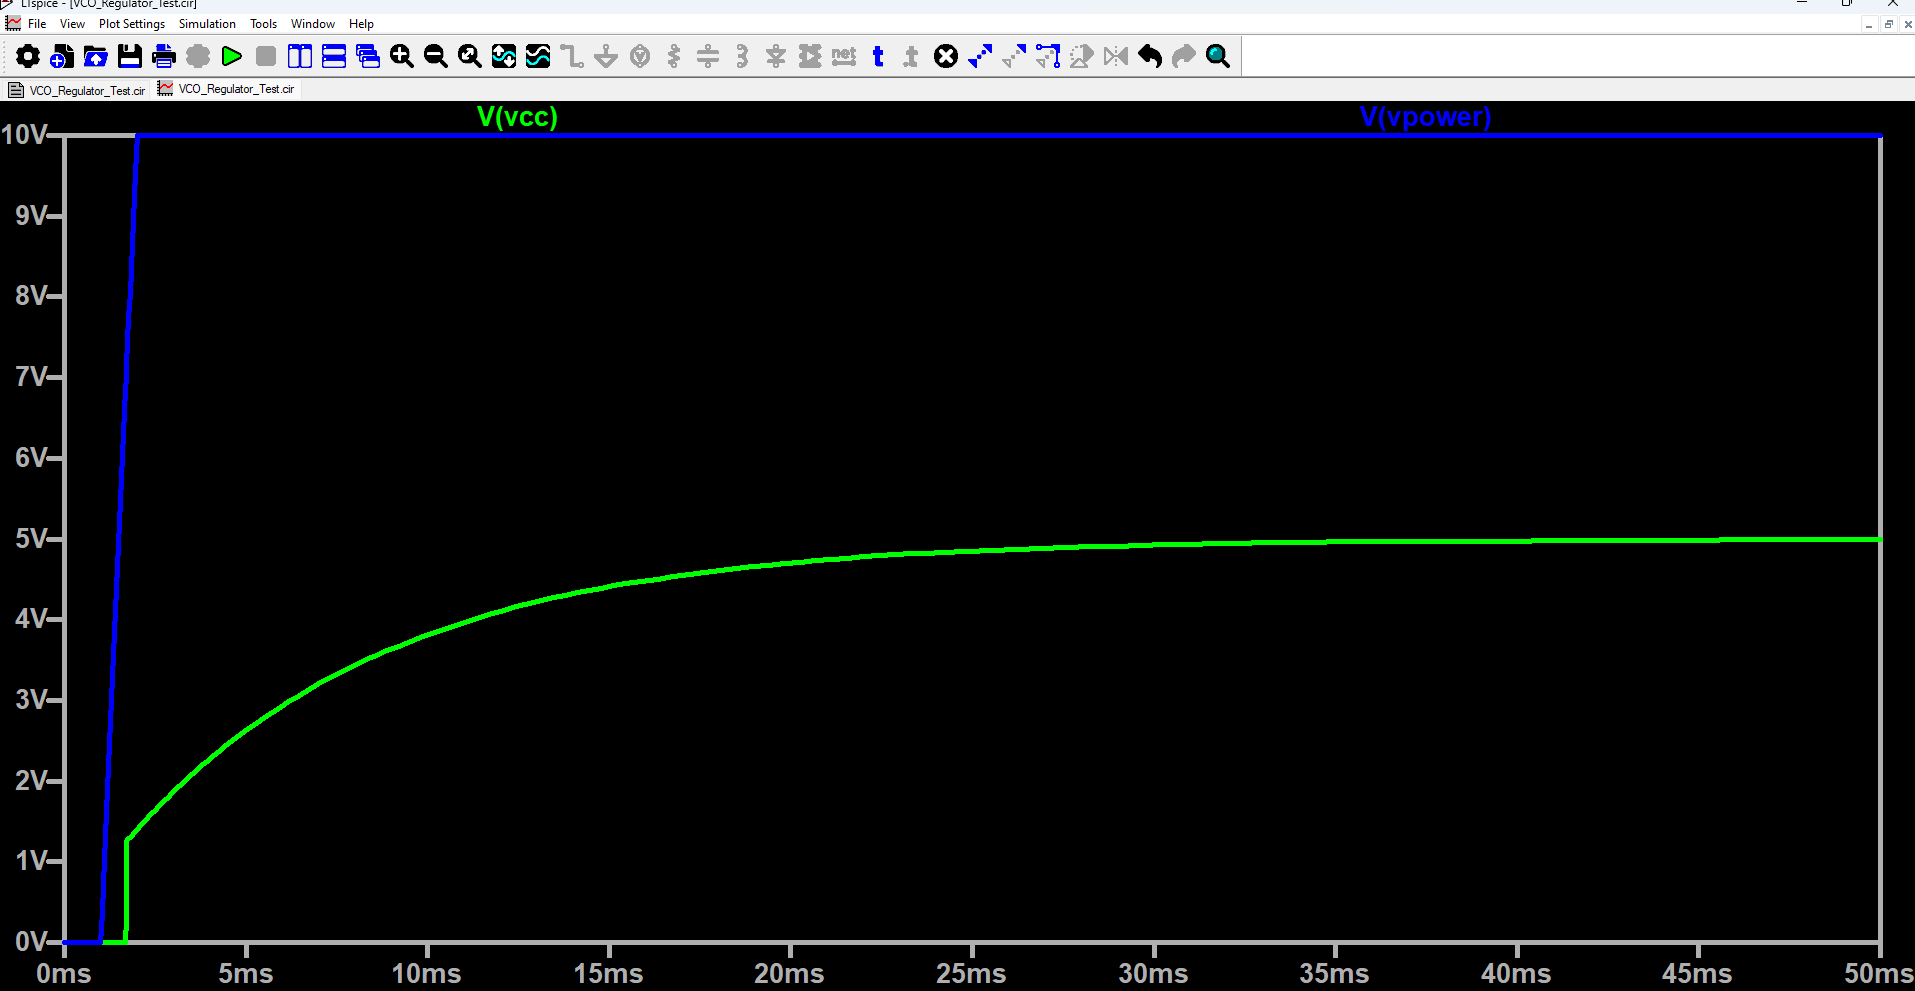 LTspice - [VCO_Regulator_Test.cir]
File View Plot Settings Simulation Tools Window Help
net t t
VCO_Regulator_Test.cir VCO_Regulator_Test.cir
V(vcc) V(vpower)
10V
9V
8V
7V
6V
5V
4V
3V
2V
1V
0V
0ms 5ms 10ms 15ms 20ms 25ms 30ms 35ms 40ms 45ms 50ms